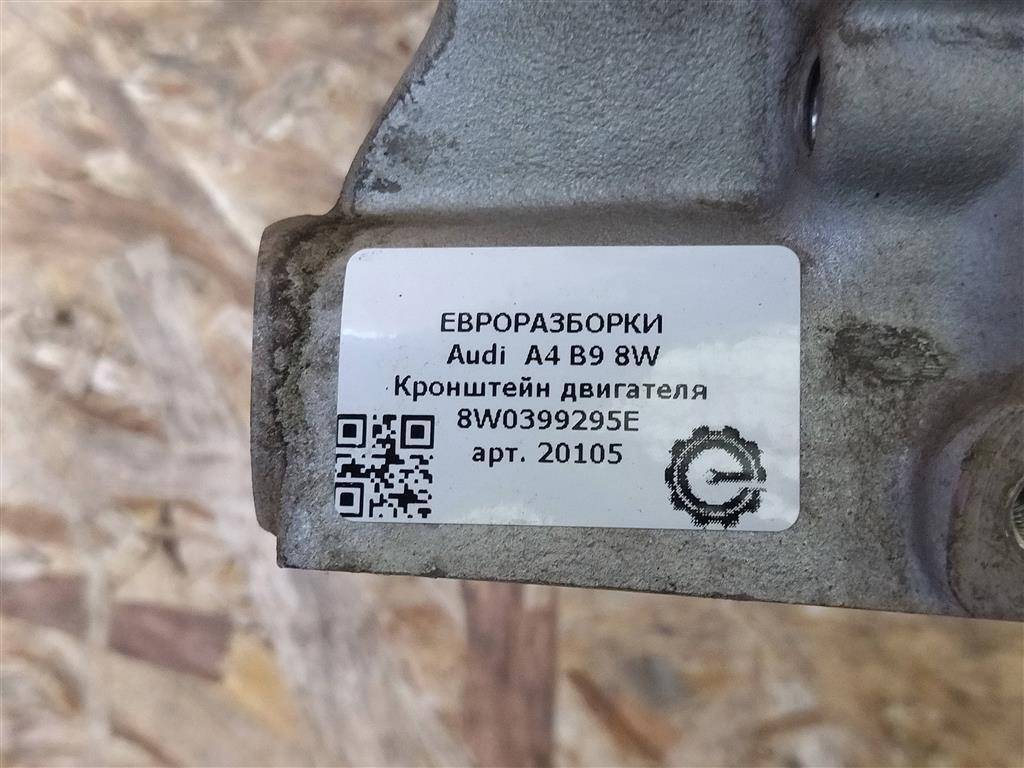 ЕВРОРАЗБОРКИ
Audi A4 B9 8W
Кронштейн двигателя
8W0399295E
арт. 20105